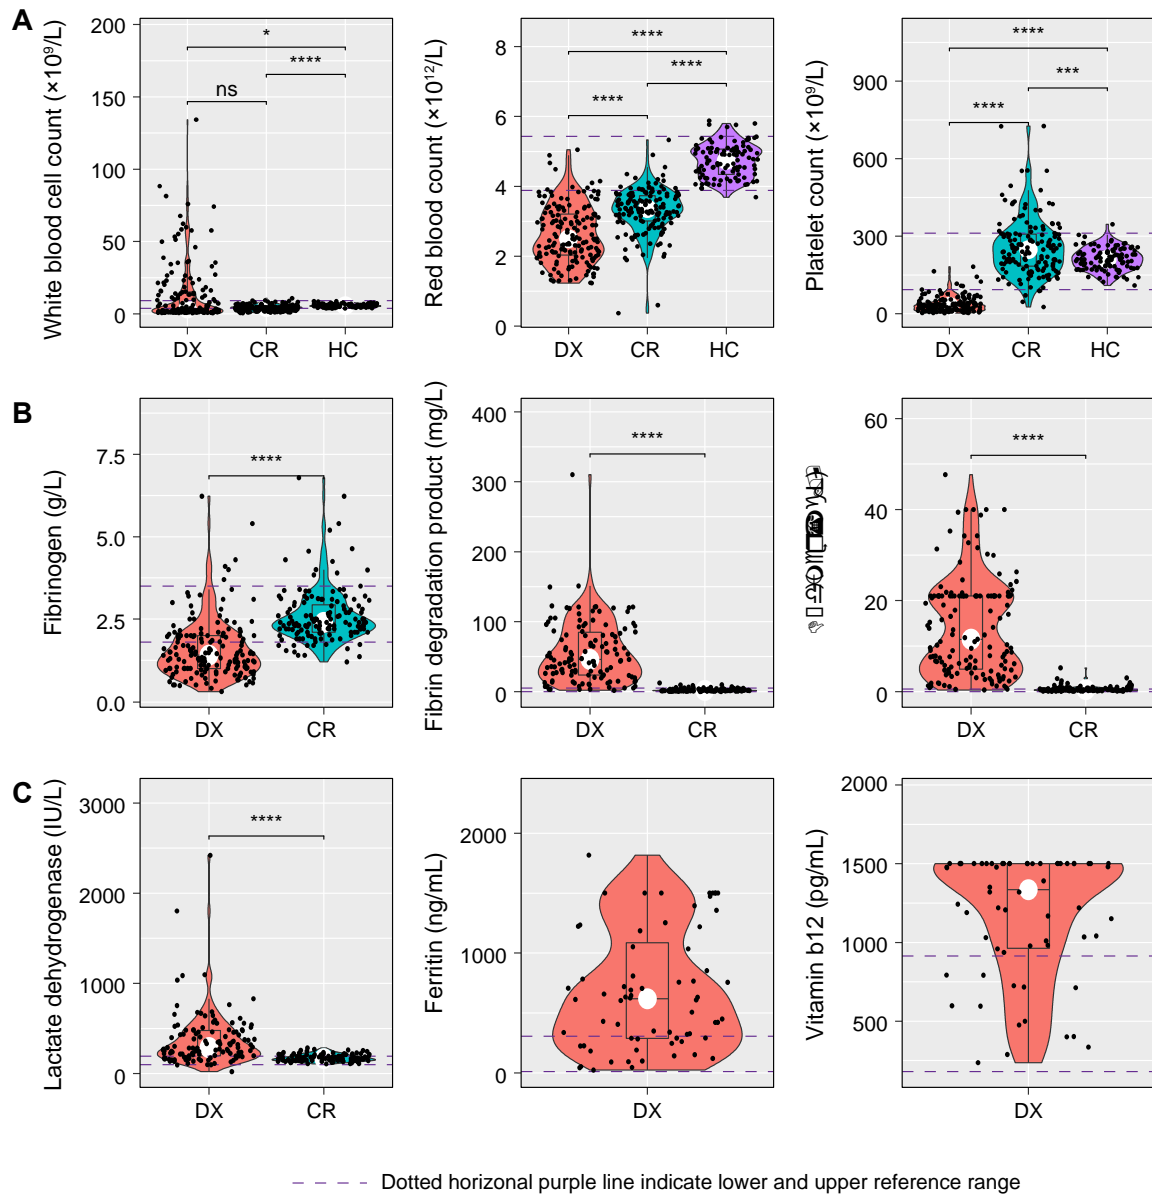 A
White blood cell count (×10⁹/L)
200
150
100
50
0
*
****
ns
DX CR HC
Red blood count (×10¹²/L)
8
6
4
2
0
****
****
****
DX CR HC
Platelet count (×10⁹/L)
900
600
300
0
****
***
****
DX CR HC
B
Fibrinogen (g/L)
7.5
5.0
2.5
0.0
****
DX CR
Fibrin degradation product (mg/L)
400
300
200
100
0
****
DX CR
60
40
20
0
****
DX CR
C
Lactate dehydrogenase (IU/L)
3000
2000
1000
0
****
DX CR
Ferritin (ng/mL)
2000
1000
0
DX
Vitamin b12 (pg/mL)
2000
1500
1000
500
DX
Dotted horizonal purple line indicate lower and upper reference range